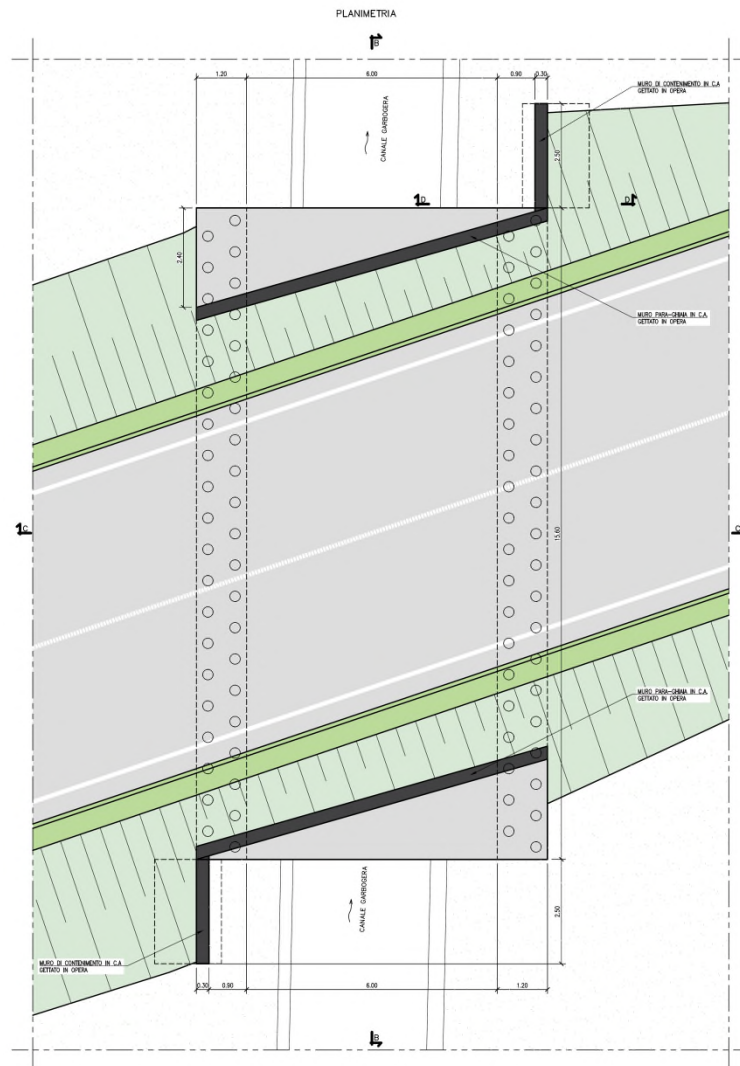 PLANIMETRIA
B
1.20
6.00
0.90
0.30
MURO DI CONTENIMENTO IN C.A
GETTATO IN OPERA
CANALE GARBOGERA
2.50
D
D
2.40
MURO PARA-GHIAIA IN C.A.
GETTATO IN OPERA
C
C
15.60
MURO PARA-GHIAIA IN C.A.
GETTATO IN OPERA
CANALE GARBOGERA
2.50
MURO DI CONTENIMENTO IN C.A
GETTATO IN OPERA
0.30
0.90
6.00
1.20
B